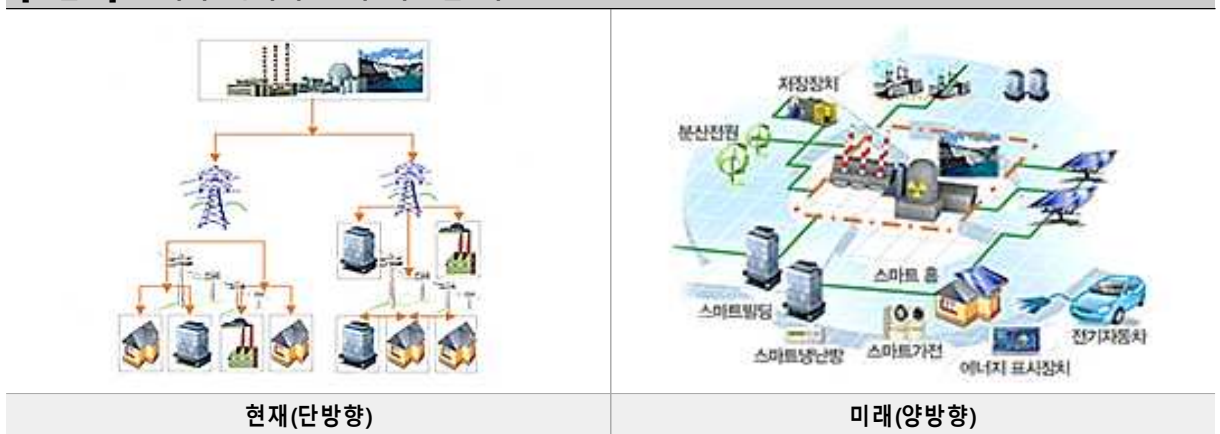 저장장치
분산전원
스마트 홈
스마트빌딩
전기자동차
스마트냉난방
스마트가전
에너지 표시장치
현재(단방향)
미래(양방향)